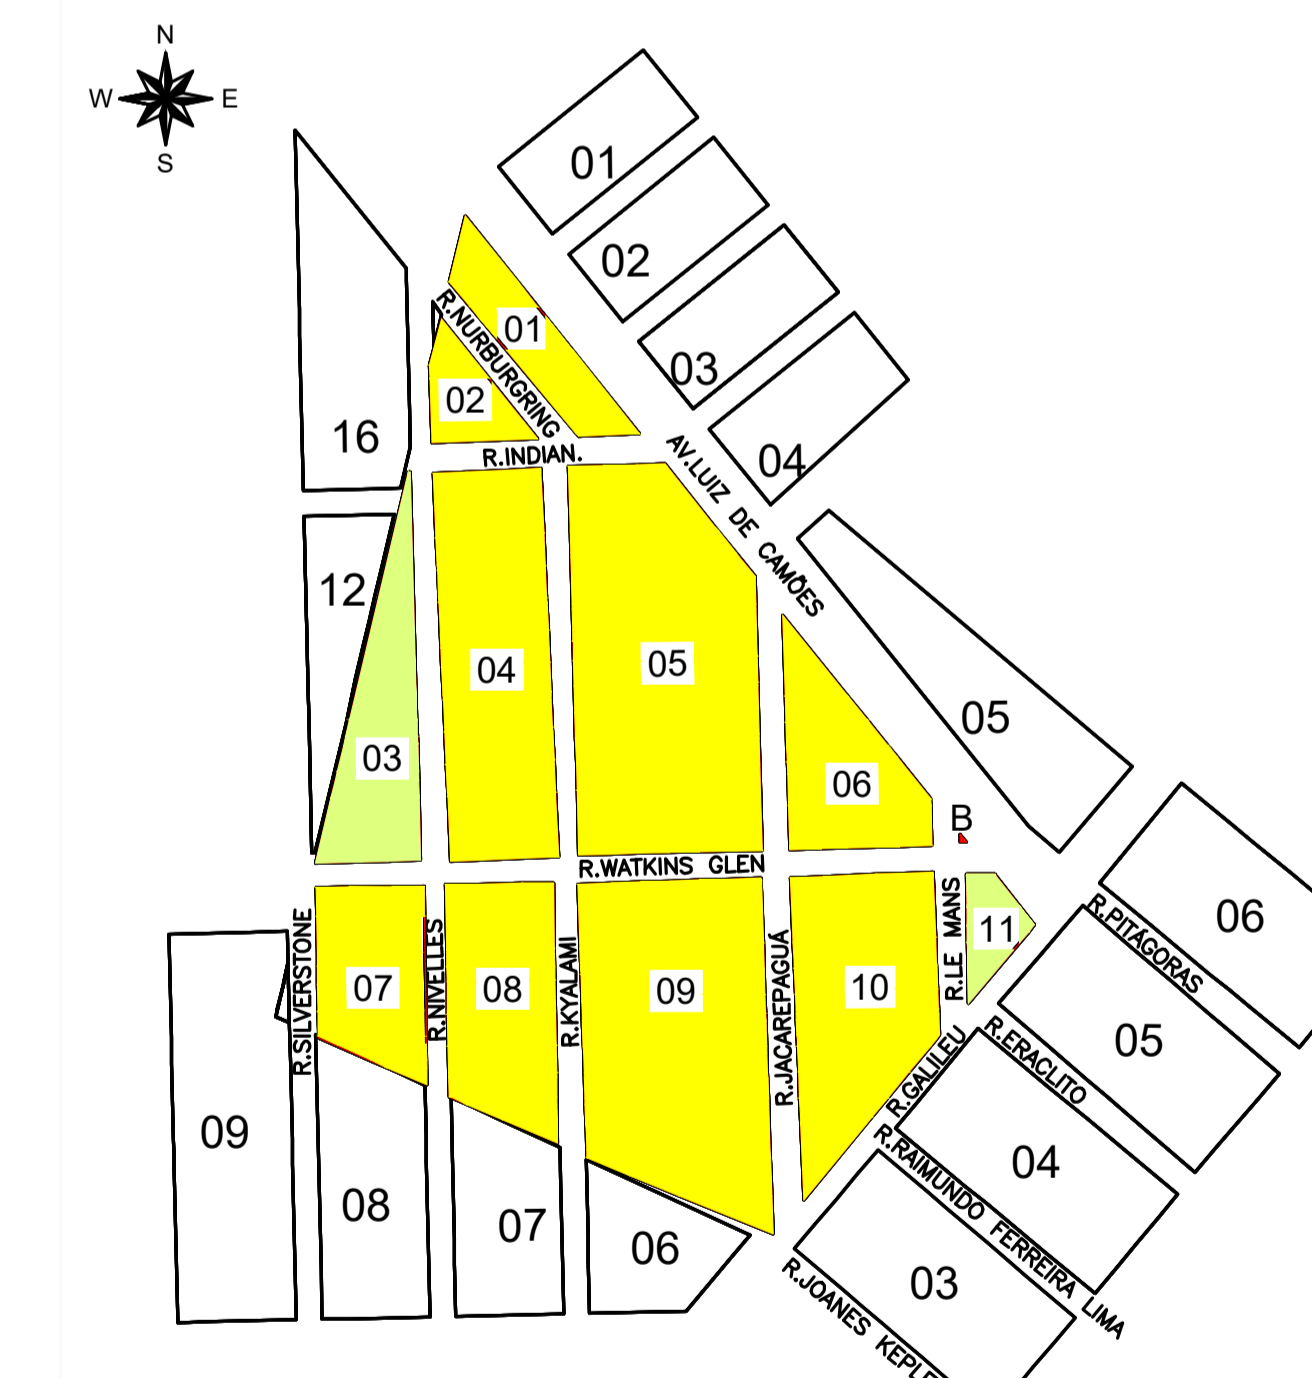 N
W
E
S
01
02
03
04
01
R.NURBURGRING
02
16
R.INDIAN.
AV.LUIZ DE CAMÕES
12
04
05
05
03
06
B
R.WATKINS GLEN
R.SILVERSTONE
07
R.NIVELLES
08
R.KYALAMI
09
R.JACAREPAGUÁ
10
R.LE MANS
11
R.PITÁGORAS
06
09
R.GALILEU
R.ERACLITO
05
08
07
06
R.RAIMUNDO FERREIRA LIMA
04
03
R.JOANES